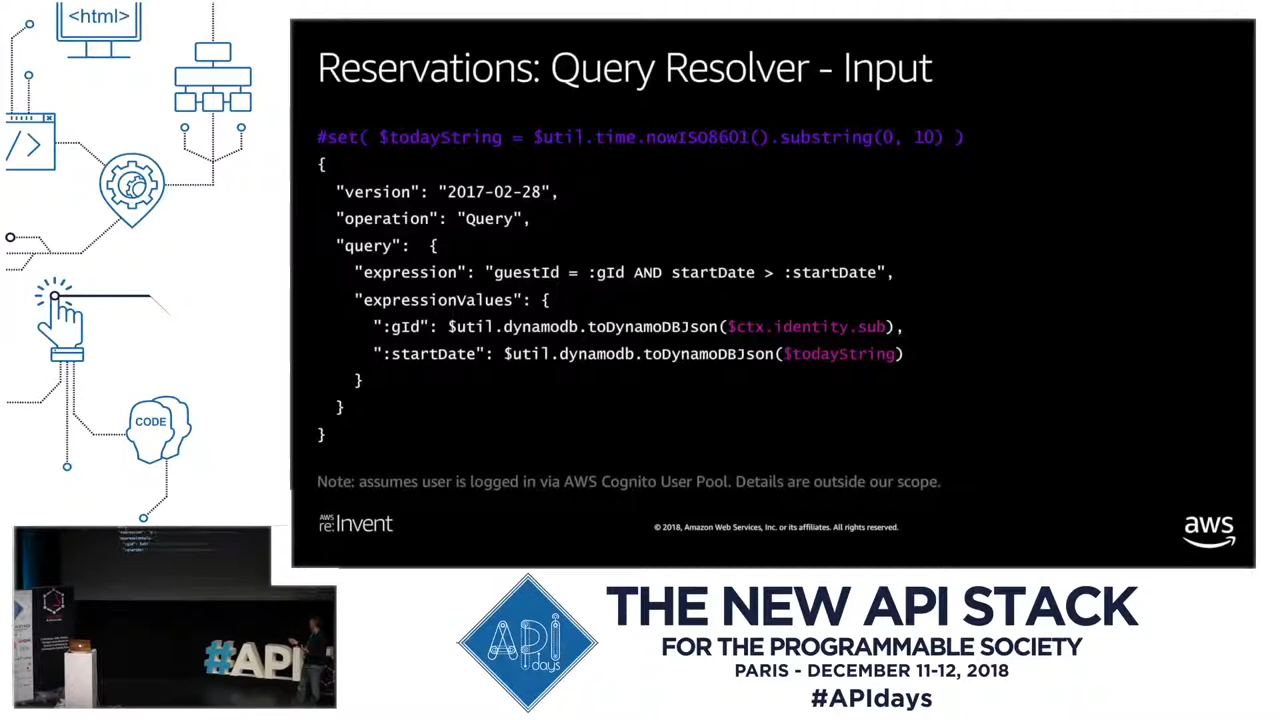 <html>
</>
CODE
Reservations: Query Resolver - Input
#set( $todayString = $util.time.nowISO8601().substring(0, 10) )
{
"version": "2017-02-28",
"operation": "Query",
"query": {
"expression": "guestId = :gId AND startDate > :startDate",
"expressionValues": {
":gId": $util.dynamodb.toDynamoDBJson($ctx.identity.sub),
":startDate": $util.dynamodb.toDynamoDBJson($todayString)
}
}
}
Note: assumes user is logged in via AWS Cognito User Pool. Details are outside our scope.
AWS
re:Invent
© 2018, Amazon Web Services, Inc. or its affiliates. All rights reserved.
aws
#API
API
days
THE NEW API STACK
FOR THE PROGRAMMABLE SOCIETY
PARIS - DECEMBER 11-12, 2018
#APIdays